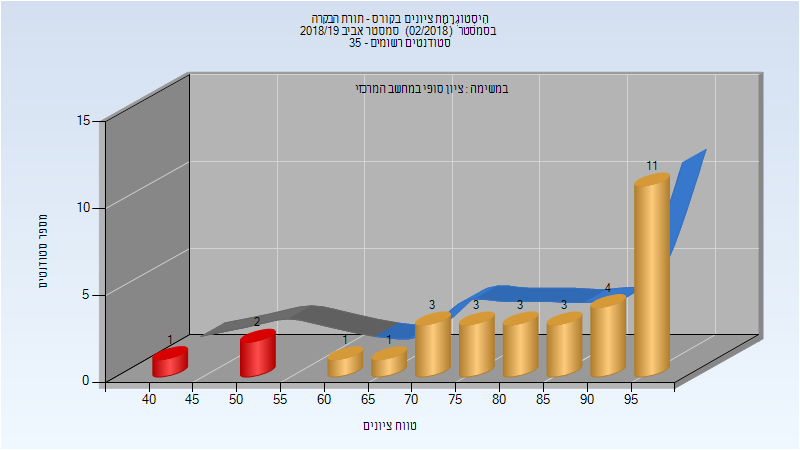 היסטוגרמת ציונים בקורס - תורת הבקרה
בסמסטר (02/2018) סמסטר אביב 2018/19
סטודנטים רשומים - 35
במשימה : ציון סופי במחשב המרכזי
מספר סטודנטים
15
10
5
0
1
2
1
1
3
3
3
3
4
11
40 45 50 55 60 65 70 75 80 85 90 95
טווח ציונים